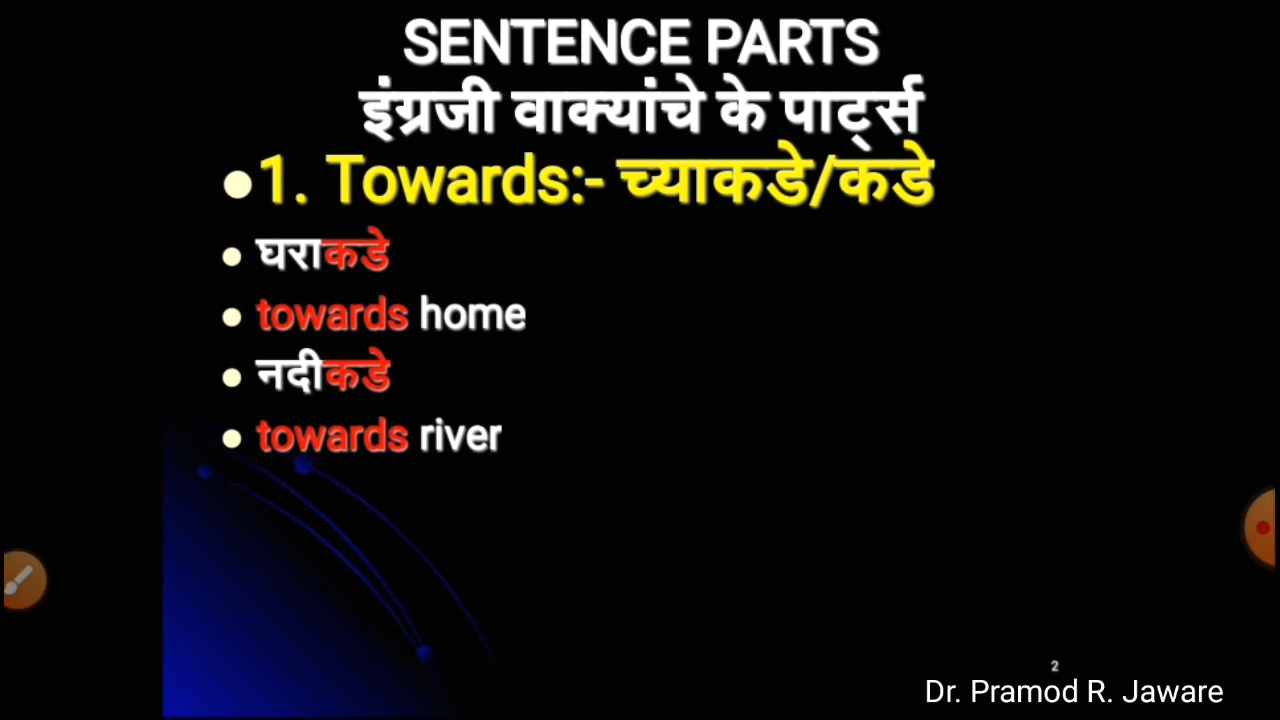 SENTENCE PARTS
इंग्रजी वाक्यांचे के पार्ट्स
1. Towards:- च्याकडे/कडे
घराकडे
towards home
नदीकडे
towards river
2
Dr. Pramod R. Jaware